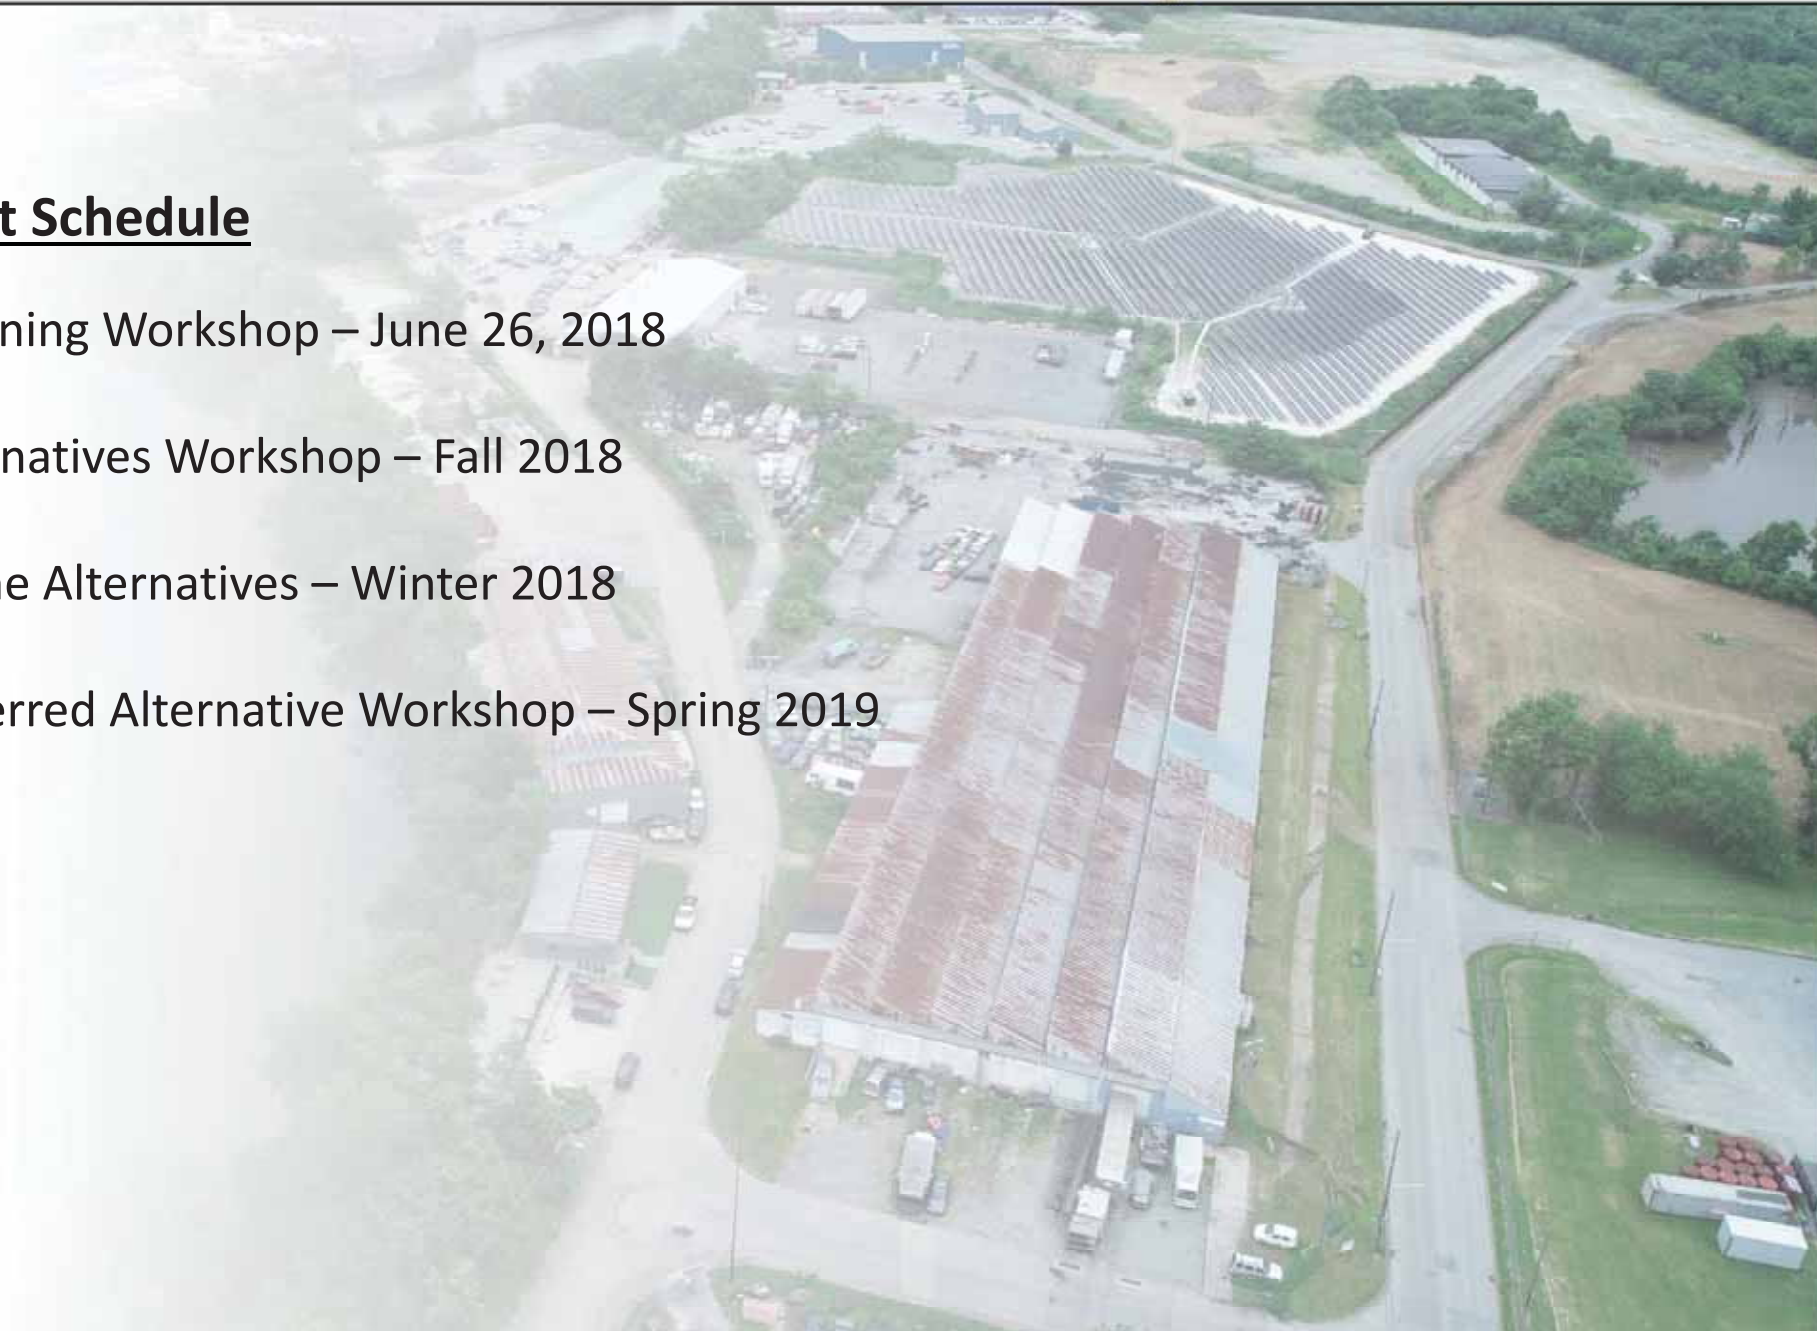 t Schedule
ning Workshop – June 26, 2018
natives Workshop – Fall 2018
e Alternatives – Winter 2018
erred Alternative Workshop – Spring 2019